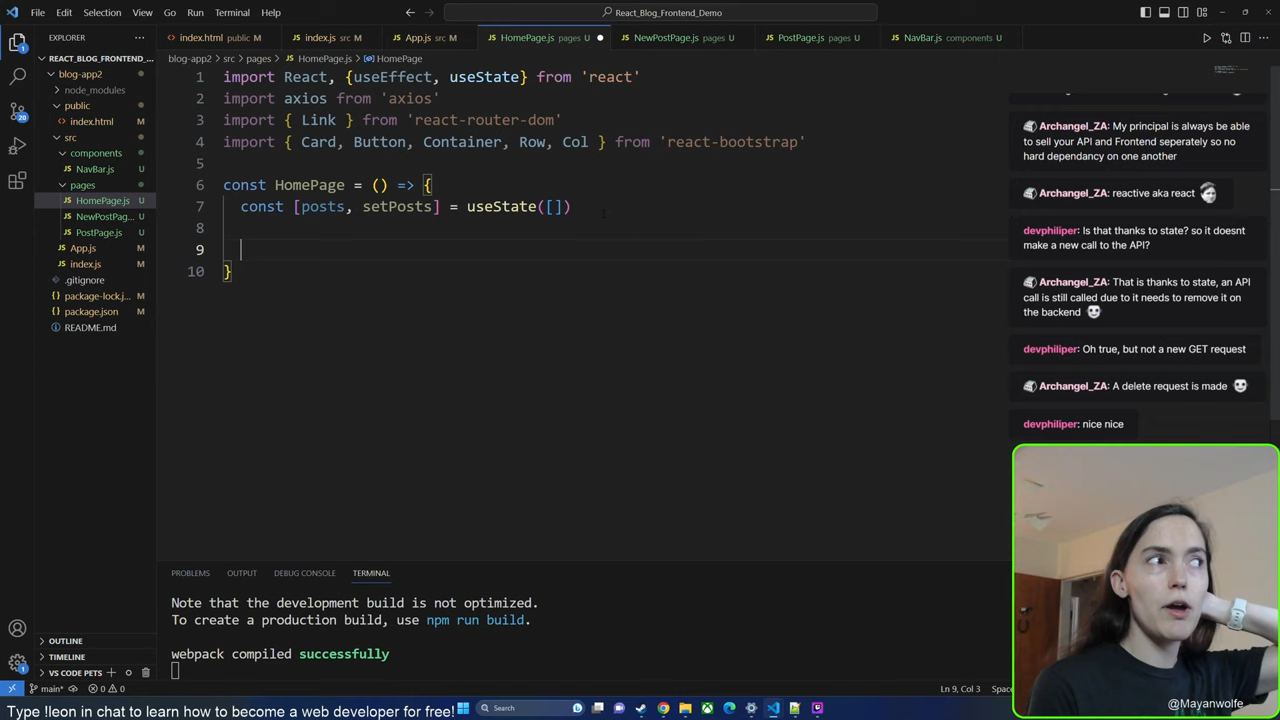 File Edit Selection View Go Run Terminal Help
React_Blog_Frontend_Demo
EXPLORER
index.html public M
index.js src M
App.js src M
HomePage.js pages U
NewPostPage.js pages U
PostPage.js pages U
NavBar.js components U
REACT_BLOG_FRONTEND_...
blog-app2
node_modules
public
index.html M
src
components
NavBar.js U
pages
HomePage.js U
NewPostPag... U
PostPage.js U
App.js M
index.js M
.gitignore
package-lock.j... M
package.json M
README.md
OUTLINE
TIMELINE
VS CODE PETS
blog-app2 > src > pages > HomePage.js > HomePage
1 import React, {useEffect, useState} from 'react'
2 import axios from 'axios'
3 import { Link } from 'react-router-dom'
4 import { Card, Button, Container, Row, Col } from 'react-bootstrap'
5
6 const HomePage = () => {
7 const [posts, setPosts] = useState([])
8
9
10 }
Archangel_ZA: My principal is always be able
to sell your API and Frontend seperately so no
hard dependancy on one another
Archangel_ZA: reactive aka react
devphiliper: Is that thanks to state? so it doesnt
make a new call to the API?
Archangel_ZA: That is thanks to state, an API
call is still called due to it needs to remove it on
the backend
devphiliper: Oh true, but not a new GET request
Archangel_ZA: A delete request is made
devphiliper: nice nice
PROBLEMS OUTPUT DEBUG CONSOLE TERMINAL
Note that the development build is not optimized.
To create a production build, use npm run build.
webpack compiled successfully
20
1
main* 0 0
Ln 9, Col 3
Type !leon in chat to learn how to become a web developer for free!
Search
@Mayanwolfe